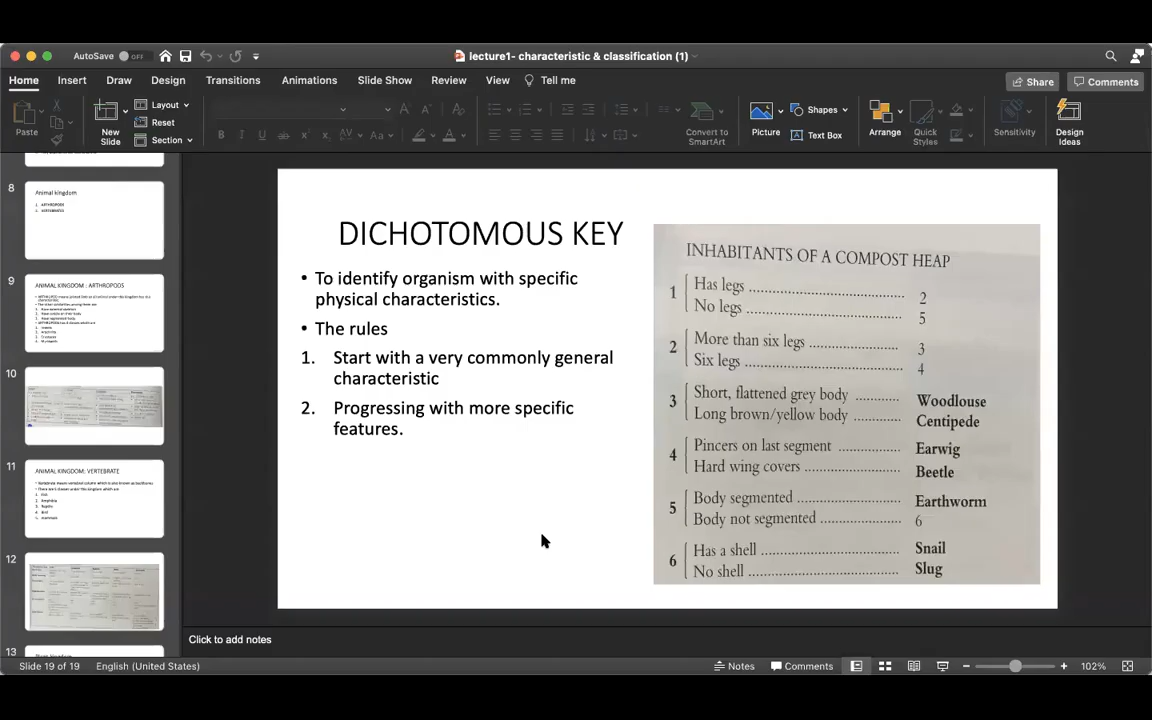 AutoSave OFF
lecture1- characteristic & classification (1)
Home Insert Draw Design Transitions Animations Slide Show Review View Tell me
Share Comments
Paste
New Slide
Layout
Reset
Section
Convert to SmartArt
Picture
Shapes
Text Box
Arrange
Quick Styles
Sensitivity
Design Ideas
8
Animal kingdom
1. ARTHROPODS
2. VERTEBRATES
9
ANIMAL KINGDOM : ARTHROPODS
10
11
ANIMAL KINGDOM: VERTEBRATE
12
13
DICHOTOMOUS KEY
• To identify organism with specific
physical characteristics.
• The rules
1. Start with a very commonly general
characteristic
2. Progressing with more specific
features.
INHABITANTS OF A COMPOST HEAP
1 Has legs .......... 2
No legs .......... 5
2 More than six legs .......... 3
Six legs .......... 4
3 Short, flattened grey body .......... Woodlouse
Long brown/yellow body .......... Centipede
4 Pincers on last segment .......... Earwig
Hard wing covers .......... Beetle
5 Body segmented .......... Earthworm
Body not segmented .......... 6
6 Has a shell .......... Snail
No shell .......... Slug
Click to add notes
Slide 19 of 19 English (United States)
Notes Comments 102%